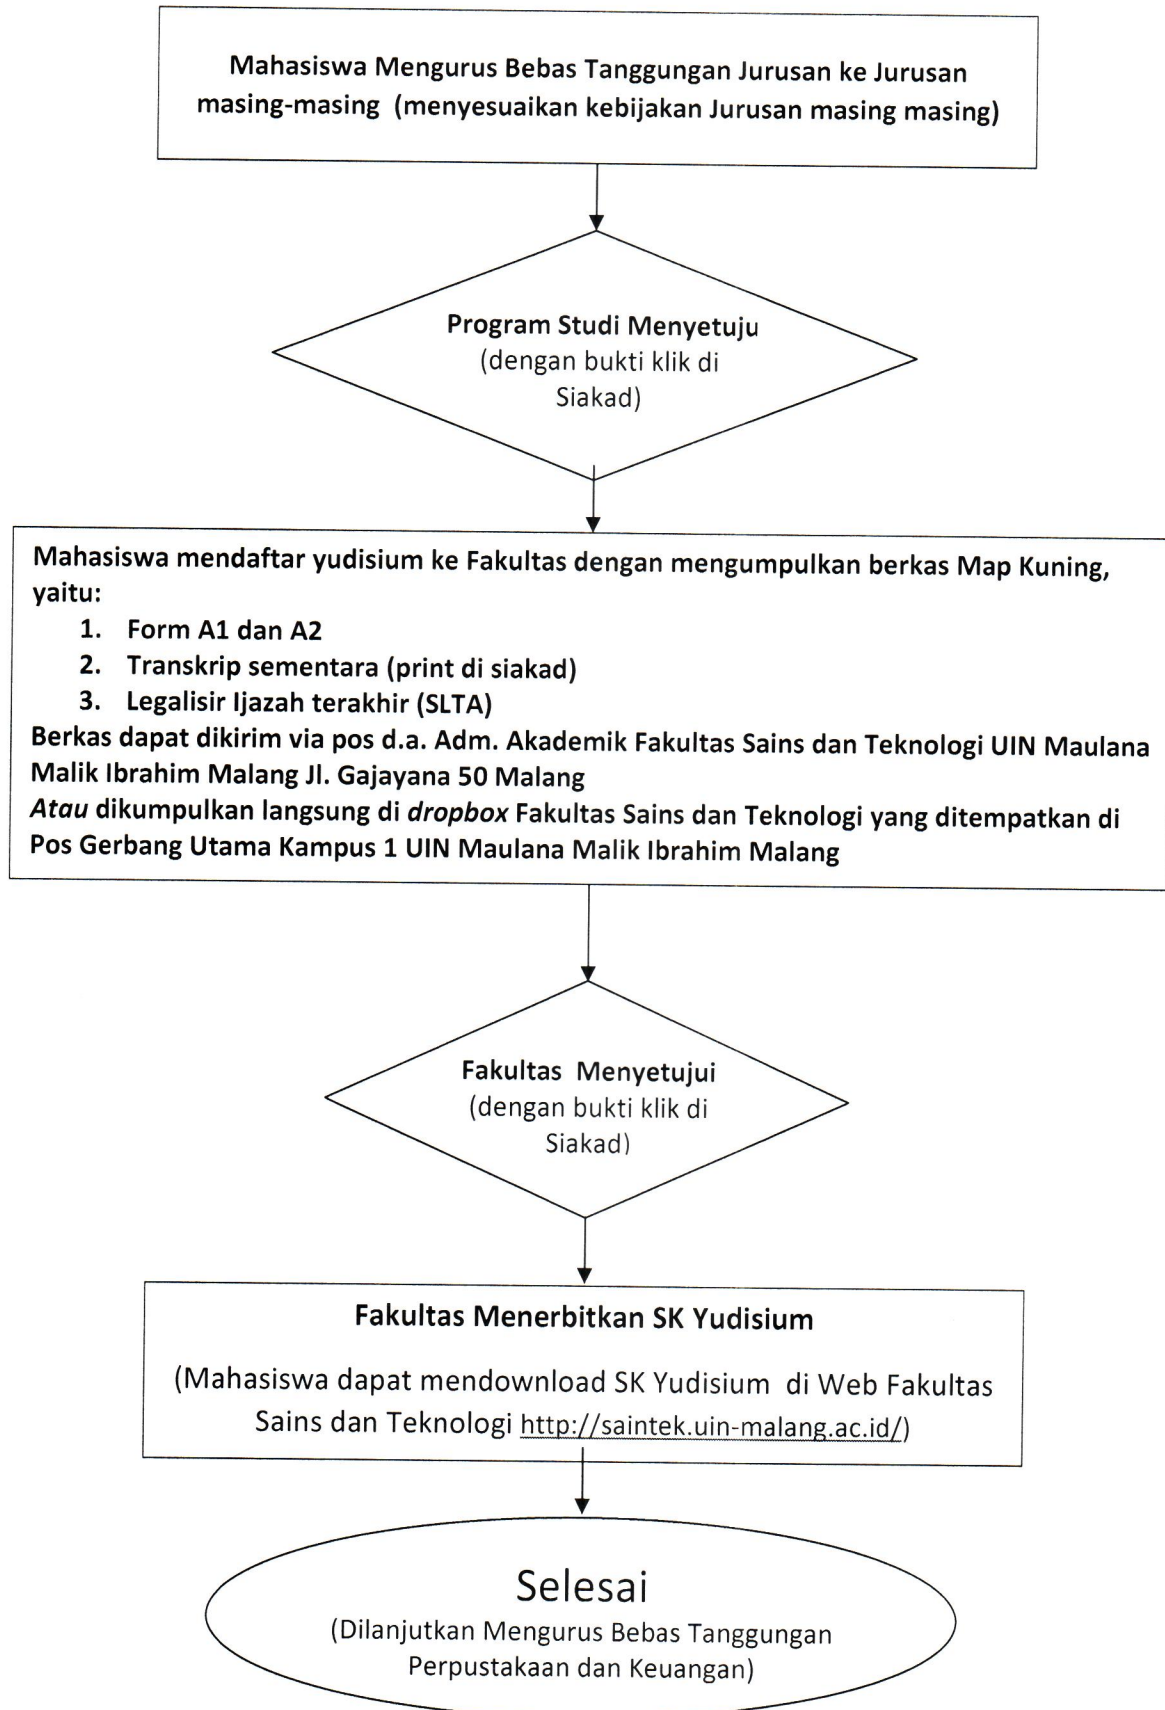 Mahasiswa Mengurus Bebas Tanggungan Jurusan ke Jurusan
masing-masing (menyesuaikan kebijakan Jurusan masing masing)
Program Studi Menyetuju
(dengan bukti klik di
Siakad)
Mahasiswa mendaftar yudisium ke Fakultas dengan mengumpulkan berkas Map Kuning,
yaitu:
1. Form A1 dan A2
2. Transkrip sementara (print di siakad)
3. Legalisir Ijazah terakhir (SLTA)
Berkas dapat dikirim via pos d.a. Adm. Akademik Fakultas Sains dan Teknologi UIN Maulana
Malik Ibrahim Malang Jl. Gajayana 50 Malang
Atau dikumpulkan langsung di dropbox Fakultas Sains dan Teknologi yang ditempatkan di
Pos Gerbang Utama Kampus 1 UIN Maulana Malik Ibrahim Malang
Fakultas Menyetujui
(dengan bukti klik di
Siakad)
Fakultas Menerbitkan SK Yudisium
(Mahasiswa dapat mendownload SK Yudisium di Web Fakultas
Sains dan Teknologi http://saintek.uin-malang.ac.id/)
Selesai
(Dilanjutkan Mengurus Bebas Tanggungan
Perpustakaan dan Keuangan)